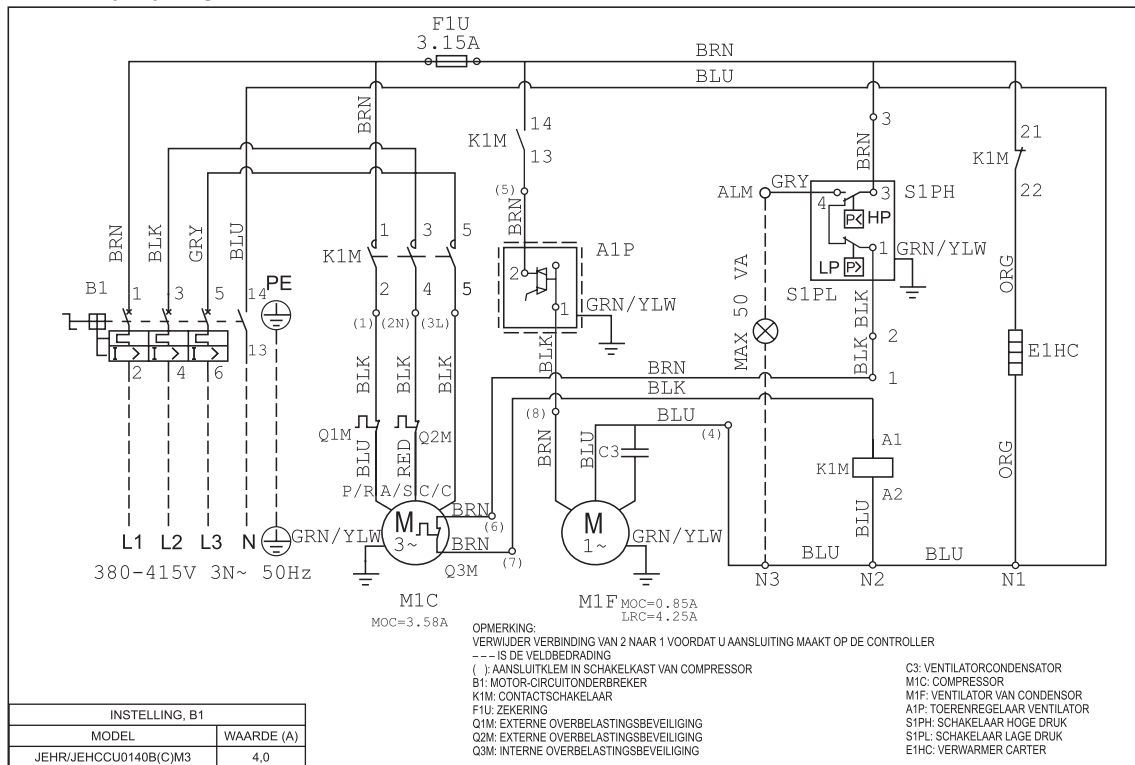 F1U
3.15A
BRN
BLU
BRN
14
K1M
13
(5)
BRN
3
BRN
21
K1M
22
ALM
GRY
4
3
S1PH
P<
HP
1
LP
P>
GRN/YLW
S1PL
BRN
BLK
GRY
BLU
B1
1
3
5
14
PE
13
I >
I >
I >
2
4
6
1
3
5
K1M
2
4
5
(1)
(2N)
(3L)
A1P
2
1
GRN/YLW
BLK
BLK
BLK
BLK
MAX 50 VA
BLK
BLK
2
1
ORG
E1HC
ORG
BRN
BLK
(8)
BLU
(4)
Q1M
Q2M
BLU
RED
BRN
BLU
C3
A1
K1M
A2
BLU
P/R
A/S
C/C
M
3~
BRN
(6)
BRN
(7)
Q3M
GRN/YLW
M
1~
GRN/YLW
L1 L2 L3 N
380-415V 3N~ 50Hz
BLU
BLU
N3
N2
N1
M1C
MOC=3.58A
M1F
MOC=0.85A
LRC=4.25A
OPMERKING:
VERWIJDER VERBINDING VAN 2 NAAR 1 VOORDAT U AANSLUITING MAAKT OP DE CONTROLLER
– – – IS DE VELDBEDRADING
( ): AANSLUITKLEM IN SCHAKELKAST VAN COMPRESSOR
B1: MOTOR-CIRCUITONDERBREKER
K1M: CONTACTSCHAKELAAR
F1U: ZEKERING
Q1M: EXTERNE OVERBELASTINGSBEVEILIGING
Q2M: EXTERNE OVERBELASTINGSBEVEILIGING
Q3M: INTERNE OVERBELASTINGSBEVEILIGING
C3: VENTILATORCONDENSATOR
M1C: COMPRESSOR
M1F: VENTILATOR VAN CONDENSOR
A1P: TOERENREGELAAR VENTILATOR
S1PH: SCHAKELAAR HOGE DRUK
S1PL: SCHAKELAAR LAGE DRUK
E1HC: VERWARMER CARTER
INSTELLING, B1
MODEL WAARDE (A)
JEHR/JEHCCU0140B(C)M3 4,0